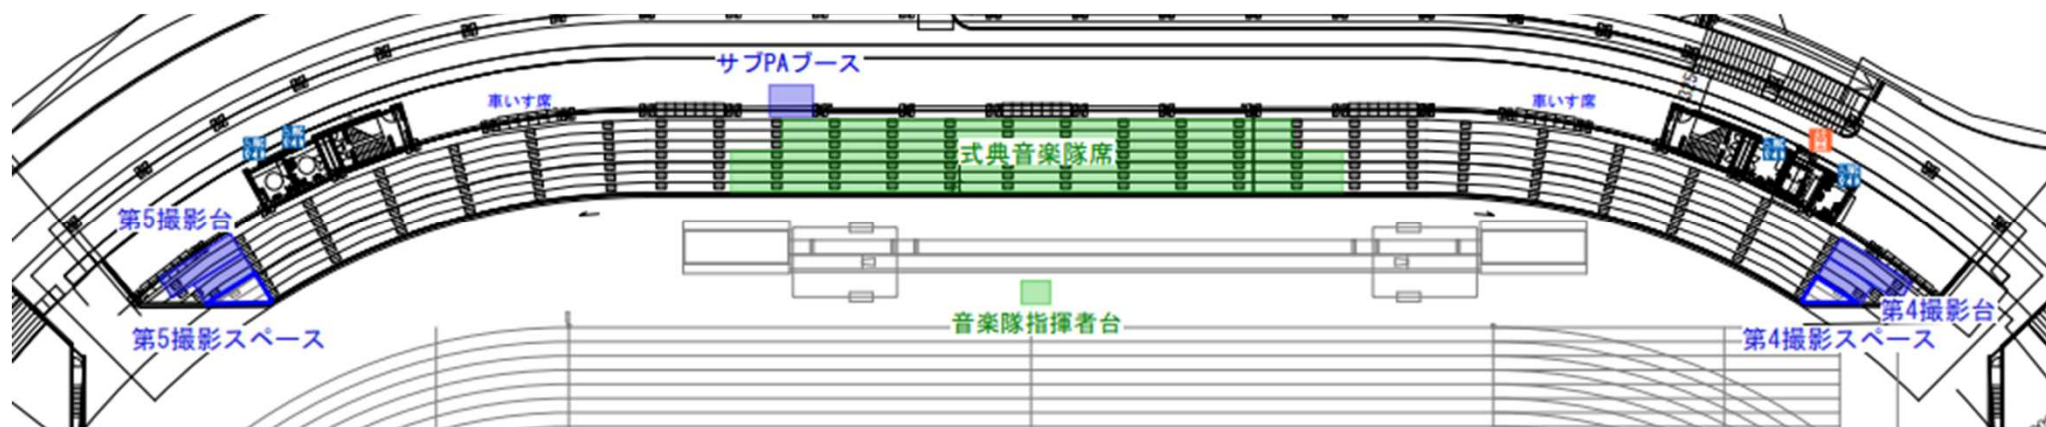 サブPAブース
車いす席
車いす席
式典音楽隊席
第5撮影台
第4撮影台
音楽隊指揮者台
第5撮影スペース
第4撮影スペース